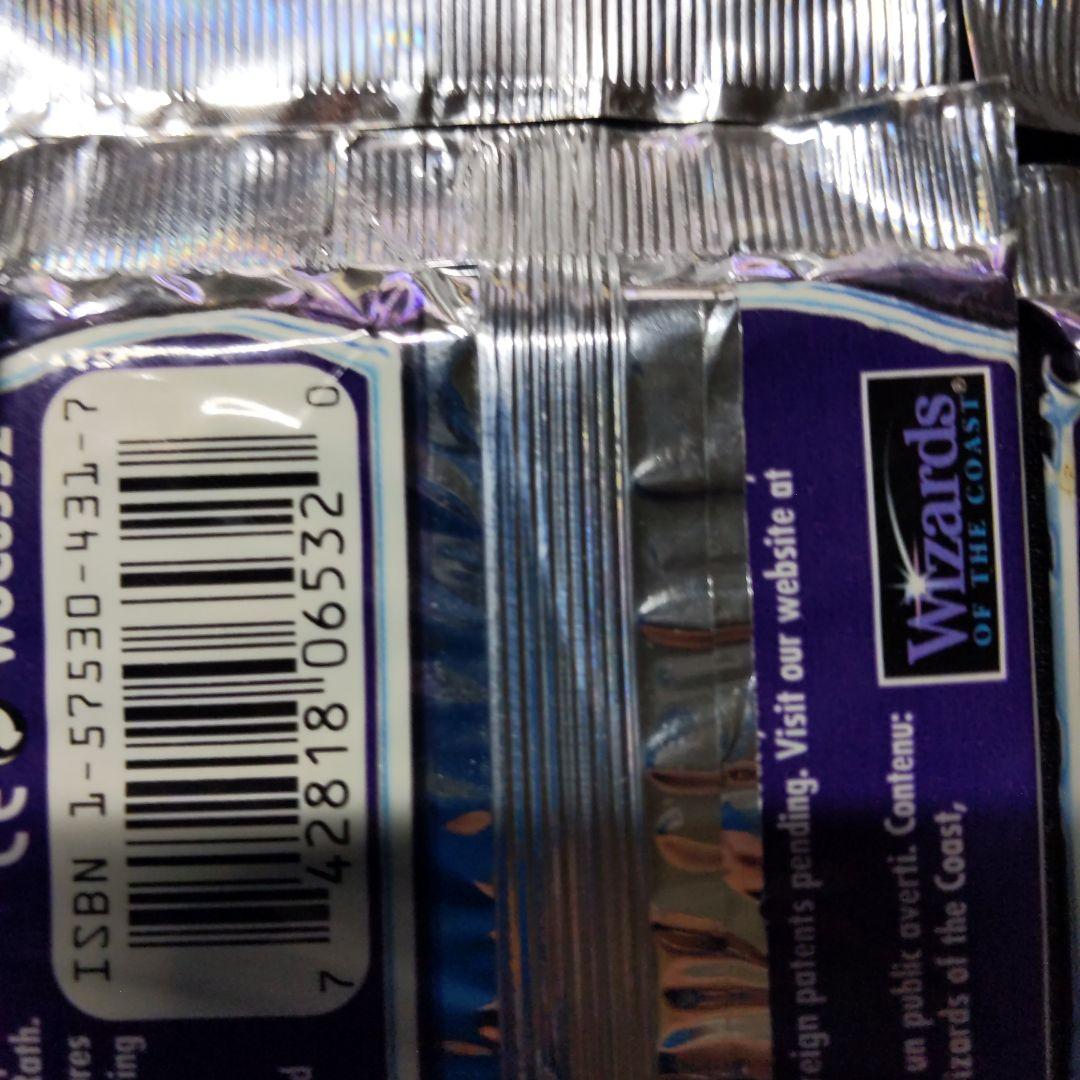 ISBN 1-57530-431-7
7 42818 06532 0
Rath.
eign patents pending. Visit our website at
un public averti. Contenu:
izards of the Coast,
Wizards®
OF THE COAST